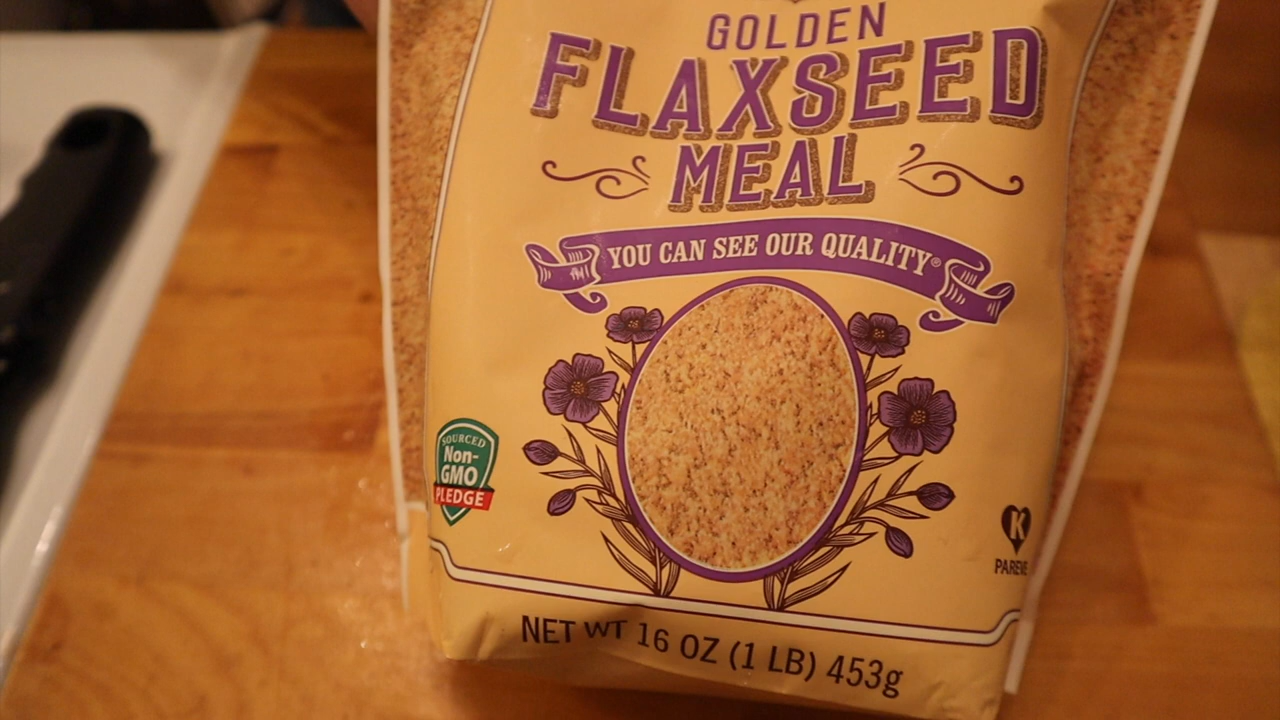 GOLDEN
FLAXSEED
MEAL
YOU CAN SEE OUR QUALITY®
SOURCED
Non-
GMO
PLEDGE
K
PAREVE
NET WT 16 OZ (1 LB) 453g